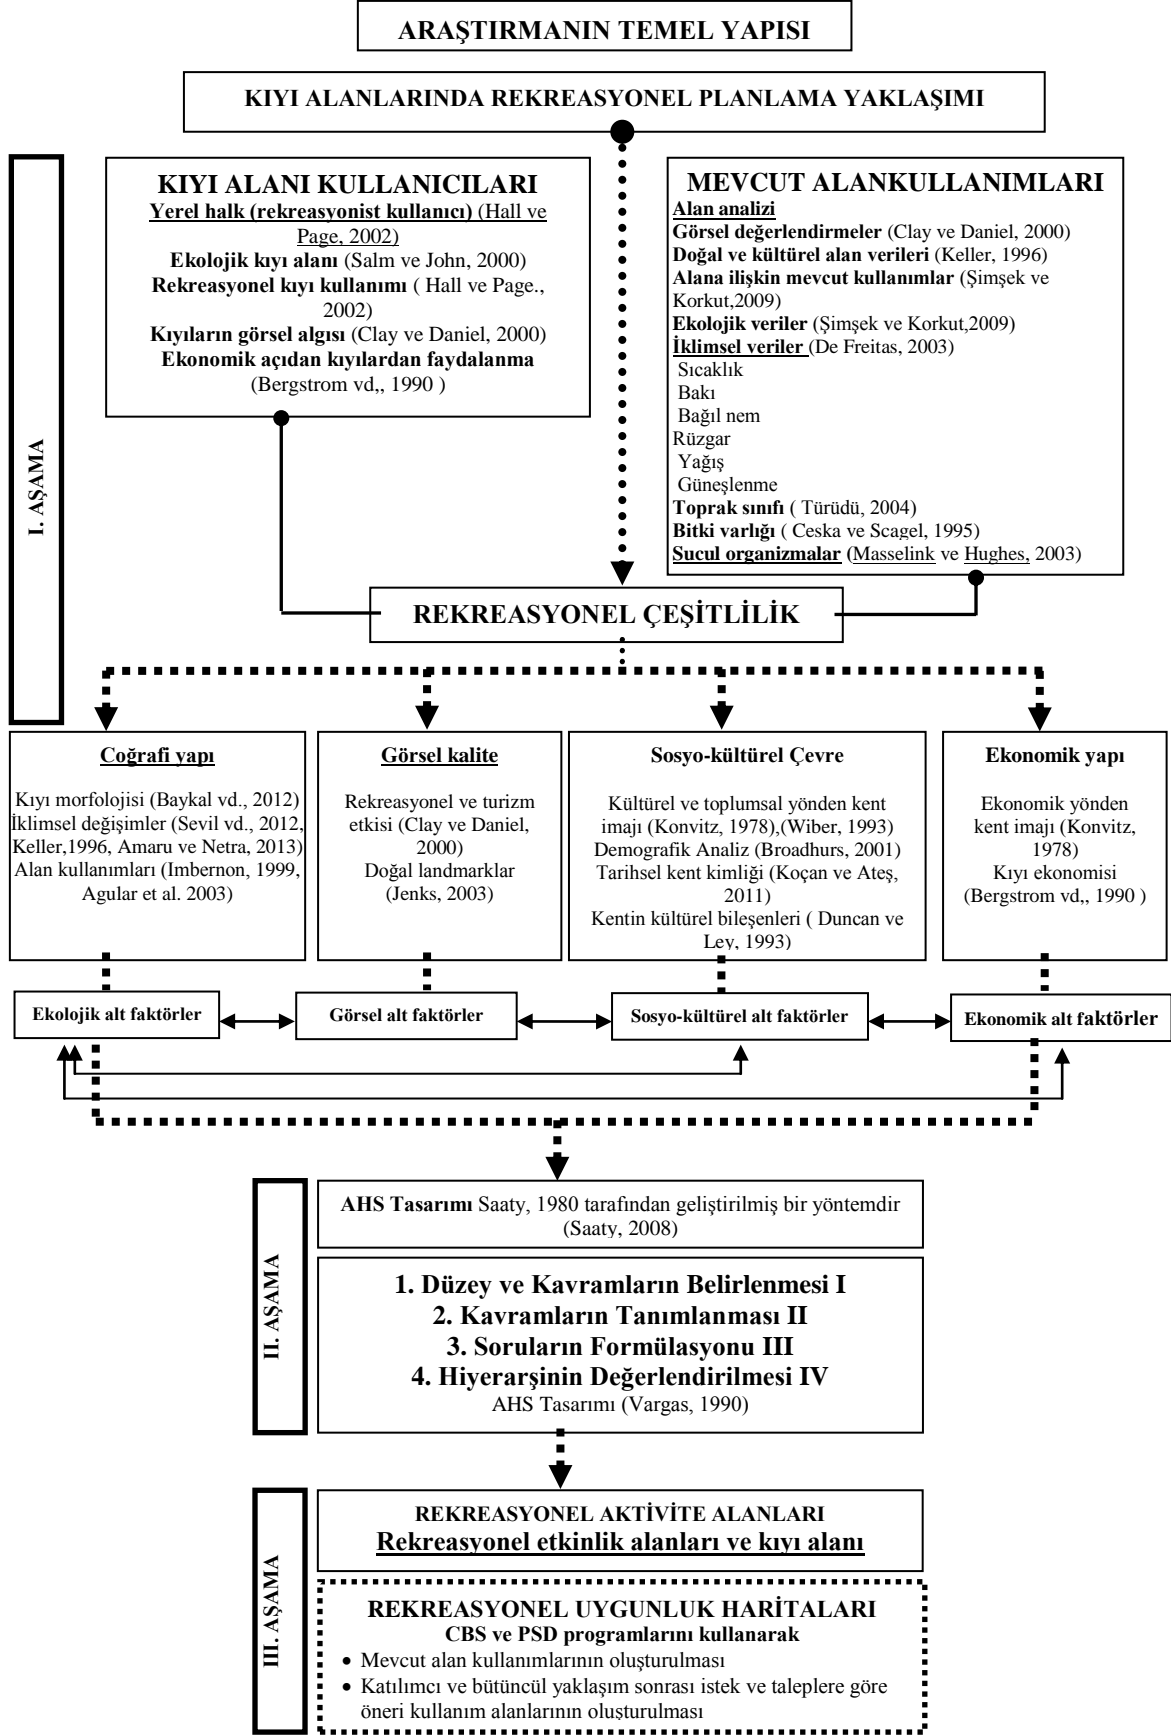 ARAŞTIRMANIN TEMEL YAPISI
KIYI ALANLARINDA REKREASYONEL PLANLAMA YAKLAŞIMI
I. AŞAMA
KIYI ALANI KULLANICILARI
Yerel halk (rekreasyonist kullanıcı) (Hall ve
Page, 2002)
Ekolojik kıyı alanı (Salm ve John, 2000)
Rekreasyonel kıyı kullanımı ( Hall ve Page.,
2002)
Kıyıların görsel algısı (Clay ve Daniel, 2000)
Ekonomik açıdan kıyılardan faydalanma
(Bergstrom vd,, 1990 )
MEVCUT ALANKULLANIMLARI
Alan analizi
Görsel değerlendirmeler (Clay ve Daniel, 2000)
Doğal ve kültürel alan verileri (Keller, 1996)
Alana ilişkin mevcut kullanımlar (Şimşek ve
Korkut,2009)
Ekolojik veriler (Şimşek ve Korkut,2009)
İklimsel veriler (De Freitas, 2003)
Sıcaklık
Bakı
Bağıl nem
Rüzgar
Yağış
Güneşlenme
Toprak sınıfı ( Türüdü, 2004)
Bitki varlığı ( Ceska ve Scagel, 1995)
Sucul organizmalar (Masselink ve Hughes, 2003)
REKREASYONEL ÇEŞİTLİLİK
Coğrafi yapı
Kıyı morfolojisi (Baykal vd., 2012)
İklimsel değişimler (Sevil vd., 2012,
Keller,1996, Amaru ve Netra, 2013)
Alan kullanımları (Imbernon, 1999,
Agular et al. 2003)
Görsel kalite
Rekreasyonel ve turizm
etkisi (Clay ve Daniel,
2000)
Doğal landmarklar
(Jenks, 2003)
Sosyo-kültürel Çevre
Kültürel ve toplumsal yönden kent
imajı (Konvitz, 1978),(Wiber, 1993)
Demografik Analiz (Broadhurs, 2001)
Tarihsel kent kimliği (Koçan ve Ateş,
2011)
Kentin kültürel bileşenleri ( Duncan ve
Ley, 1993)
Ekonomik yapı
Ekonomik yönden
kent imajı (Konvitz,
1978)
Kıyı ekonomisi
(Bergstrom vd,, 1990 )
Ekolojik alt faktörler
Görsel alt faktörler
Sosyo-kültürel alt faktörler
Ekonomik alt faktörler
II. AŞAMA
AHS Tasarımı Saaty, 1980 tarafından geliştirilmiş bir yöntemdir
(Saaty, 2008)
1. Düzey ve Kavramların Belirlenmesi I
2. Kavramların Tanımlanması II
3. Soruların Formülasyonu III
4. Hiyerarşinin Değerlendirilmesi IV
AHS Tasarımı (Vargas, 1990)
III. AŞAMA
REKREASYONEL AKTİVİTE ALANLARI
Rekreasyonel etkinlik alanları ve kıyı alanı
REKREASYONEL UYGUNLUK HARİTALARI
CBS ve PSD programlarını kullanarak
• Mevcut alan kullanımlarının oluşturulması
• Katılımcı ve bütüncül yaklaşım sonrası istek ve taleplere göre
öneri kullanım alanlarının oluşturulması